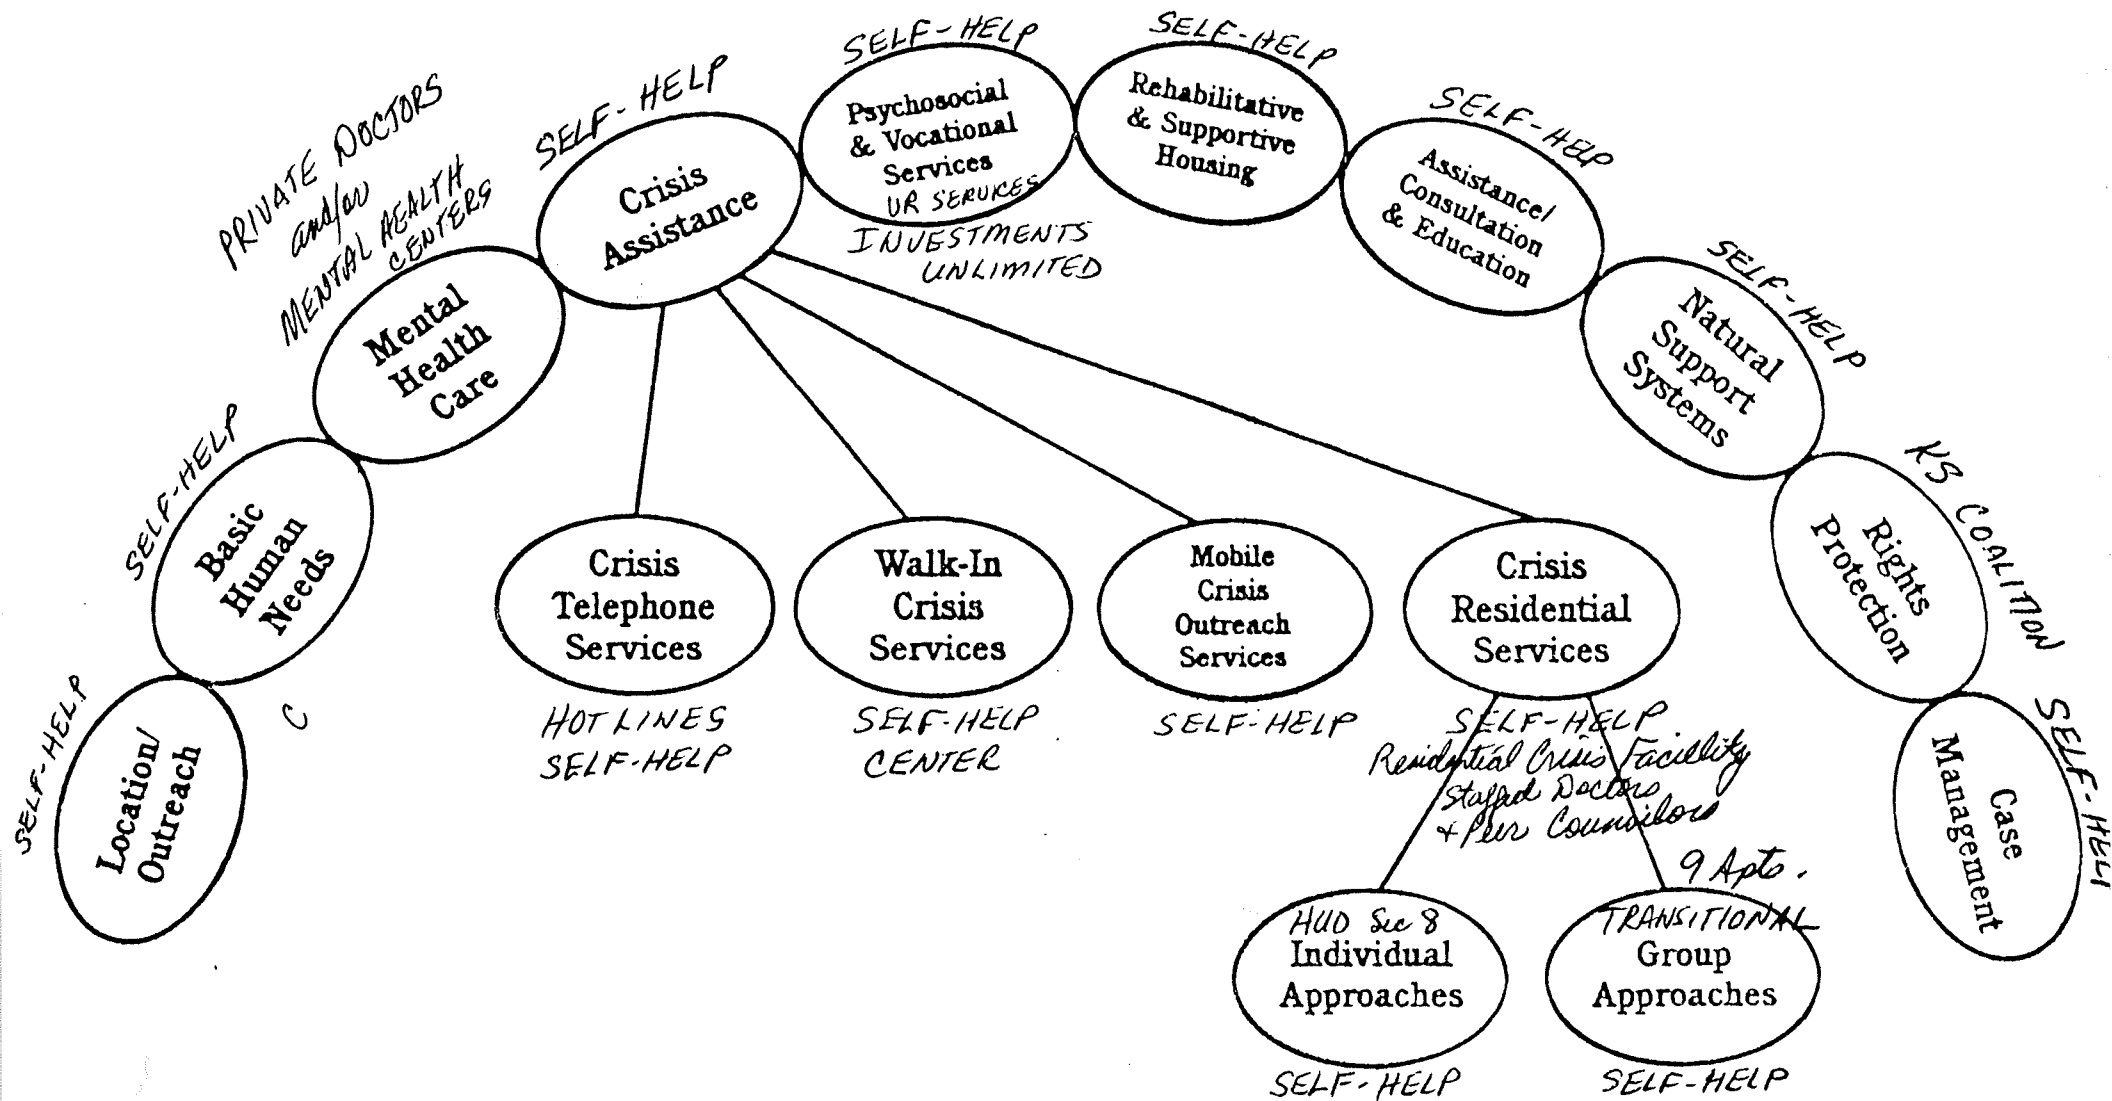 SELF-HELP
Location/
Outreach
SELF-HELP
Basic
Human
Needs
C
PRIVATE DOCTORS
and/or
MENTAL HEALTH
CENTERS
Mental
Health
Care
SELF-HELP
Crisis
Assistance
SELF-HELP
Psychosocial
& Vocational
Services
VR SERVICES
INVESTMENTS
UNLIMITED
SELF-HELP
Rehabilitative
& Supportive
Housing
SELF-HELP
Assistance/
Consultation
& Education
SELF-HELP
Natural
Support
Systems
KS COALITION
Rights
Protection
SELF-HELP
Case
Management
Crisis
Telephone
Services
HOT LINES
SELF-HELP
Walk-In
Crisis
Services
SELF-HELP
CENTER
Mobile
Crisis
Outreach
Services
SELF-HELP
Crisis
Residential
Services
SELF-HELP
Residential Crisis Facillity
Staffed Doctors
+ Peer Councilors
HUD Sec 8
Individual
Approaches
SELF-HELP
9 Apts.
TRANSITIONAL
Group
Approaches
SELF-HELP